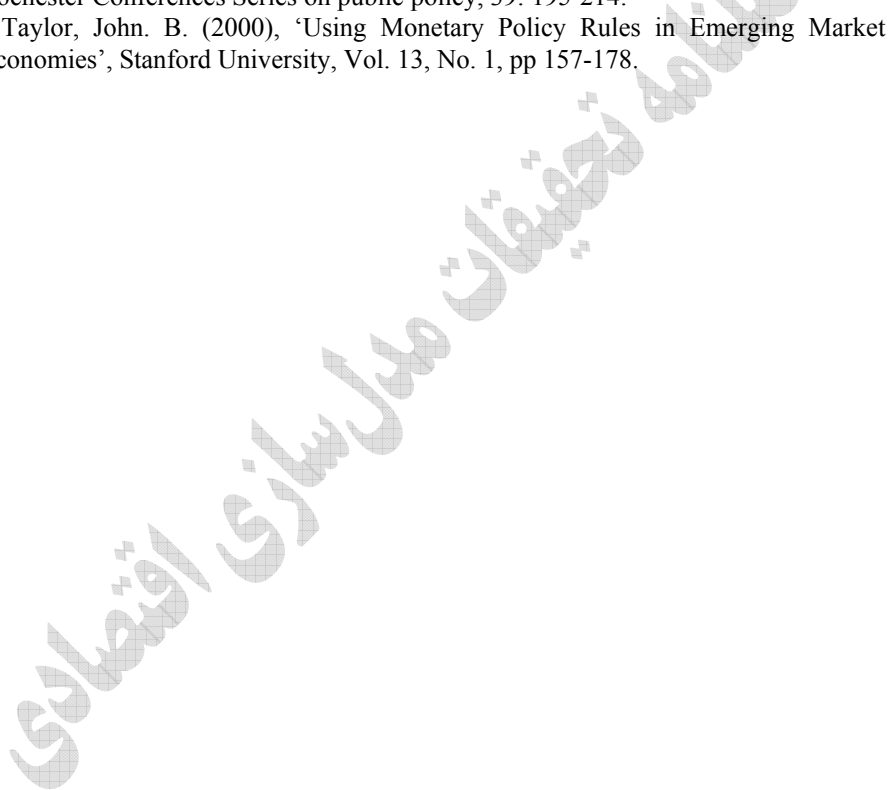 ochester Conferences Series on public policy, 39: 195-214.
Taylor, John. B. (2000), ‘Using Monetary Policy Rules in Emerging Market
conomies’, Stanford University, Vol. 13, No. 1, pp 157-178.
تحقیقات مدل‌سازی اقتصادی